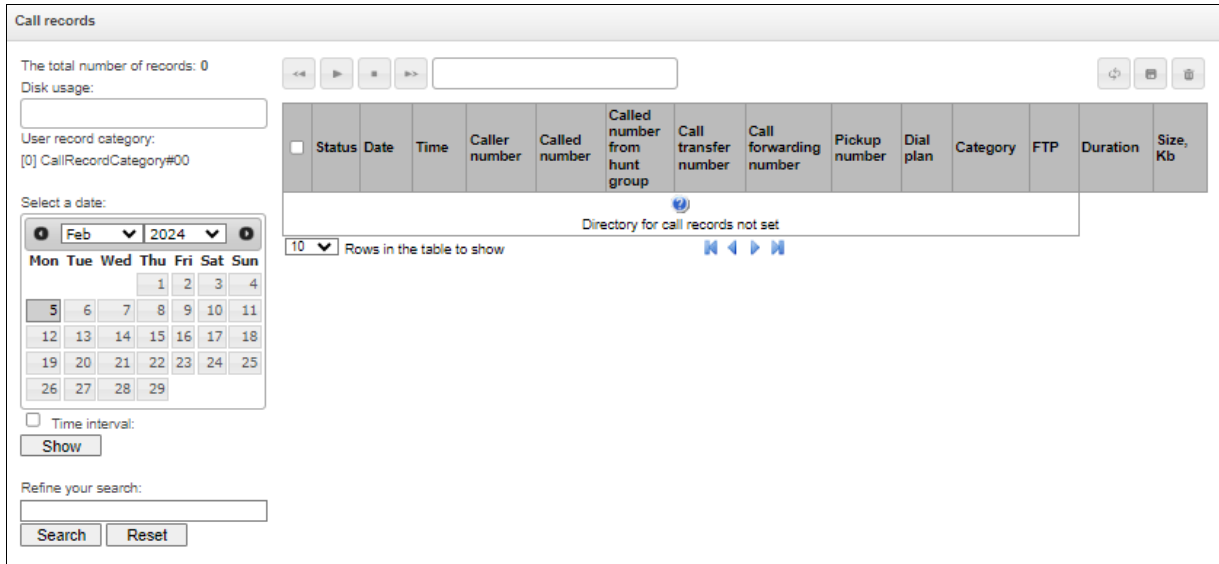 Call records
The total number of records: 0
Disk usage:
User record category:
[0] CallRecordCategory#00
Select a date:
Feb 2024
Mon Tue Wed Thu Fri Sat Sun
1 2 3 4
5 6 7 8 9 10 11
12 13 14 15 16 17 18
19 20 21 22 23 24 25
26 27 28 29
Time interval:
Show
Refine your search:
Search Reset
Status Date Time
Caller
number
Called
number
Called
number
from
hunt
group
Call
transfer
number
Call
forwarding
number
Pickup
number
Dial
plan
Category FTP Duration
Size,
Kb
Directory for call records not set
10 Rows in the table to show